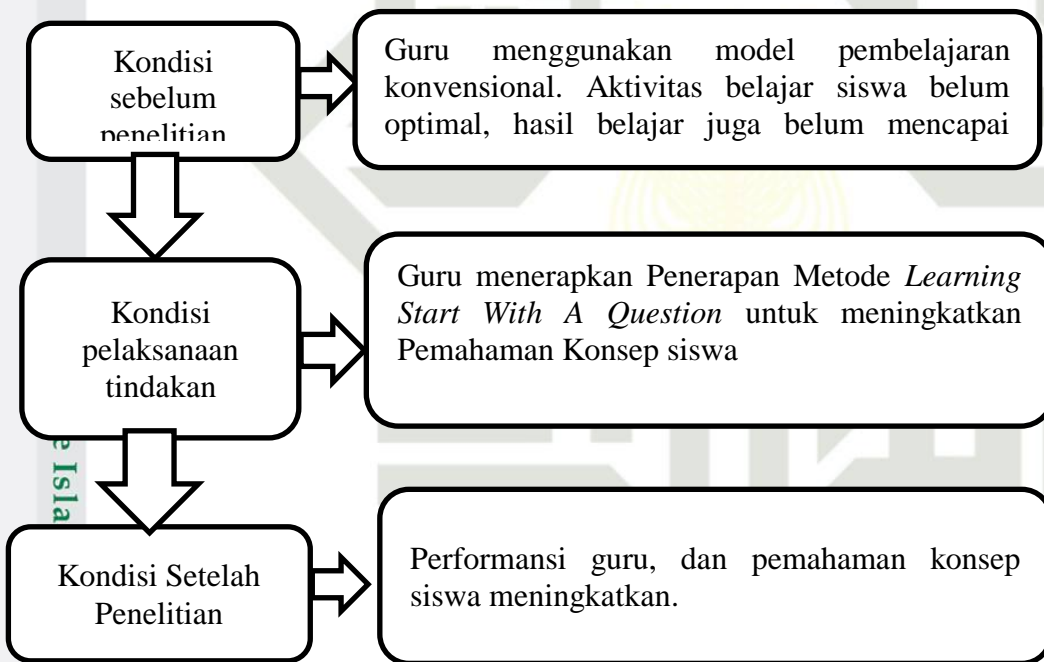 Kondisi
sebelum
penelitian
Guru menggunakan model pembelajaran
konvensional. Aktivitas belajar siswa belum
optimal, hasil belajar juga belum mencapai
Kondisi
pelaksanaan
tindakan
Guru menerapkan Penerapan Metode Learning
Start With A Question untuk meningkatkan
Pemahaman Konsep siswa
Kondisi Setelah
Penelitian
Performansi guru, dan pemahaman konsep
siswa meningkatkan.